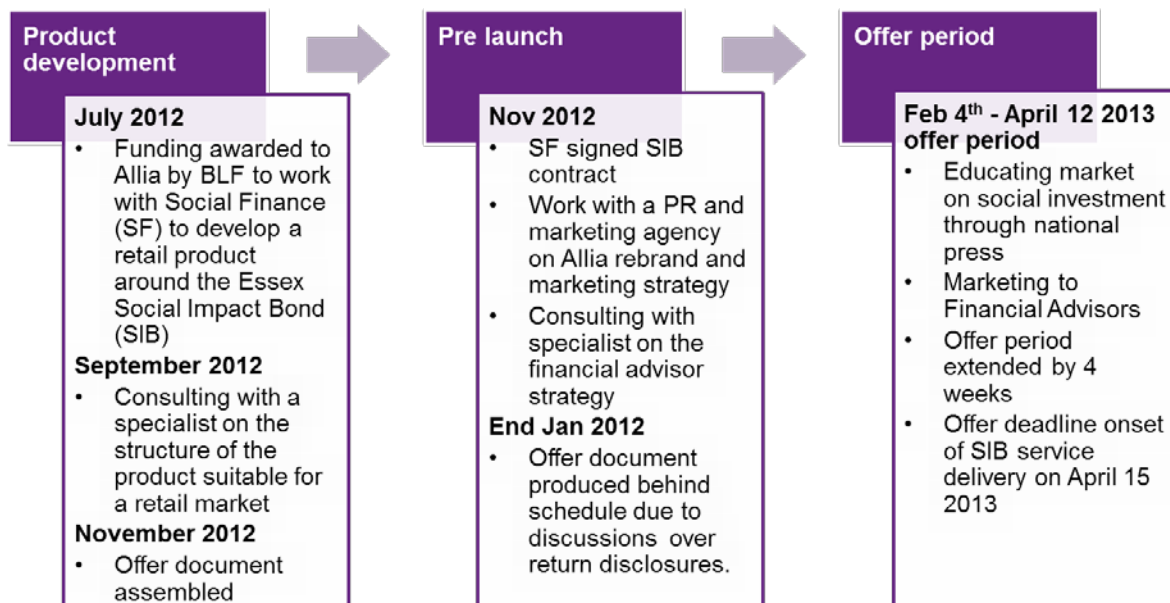 Product
development
July 2012
• Funding awarded to
Allia by BLF to work
with Social Finance
(SF) to develop a
retail product
around the Essex
Social Impact Bond
(SIB)
September 2012
• Consulting with a
specialist on the
structure of the
product suitable for
a retail market
November 2012
• Offer document
assembled
Pre launch
Nov 2012
• SF signed SIB
contract
• Work with a PR and
marketing agency
on Allia rebrand and
marketing strategy
• Consulting with
specialist on the
financial advisor
strategy
End Jan 2012
• Offer document
produced behind
schedule due to
discussions over
return disclosures.
Offer period
Feb 4th - April 12 2013
offer period
• Educating market
on social investment
through national
press
• Marketing to
Financial Advisors
• Offer period
extended by 4
weeks
• Offer deadline onset
of SIB service
delivery on April 15
2013